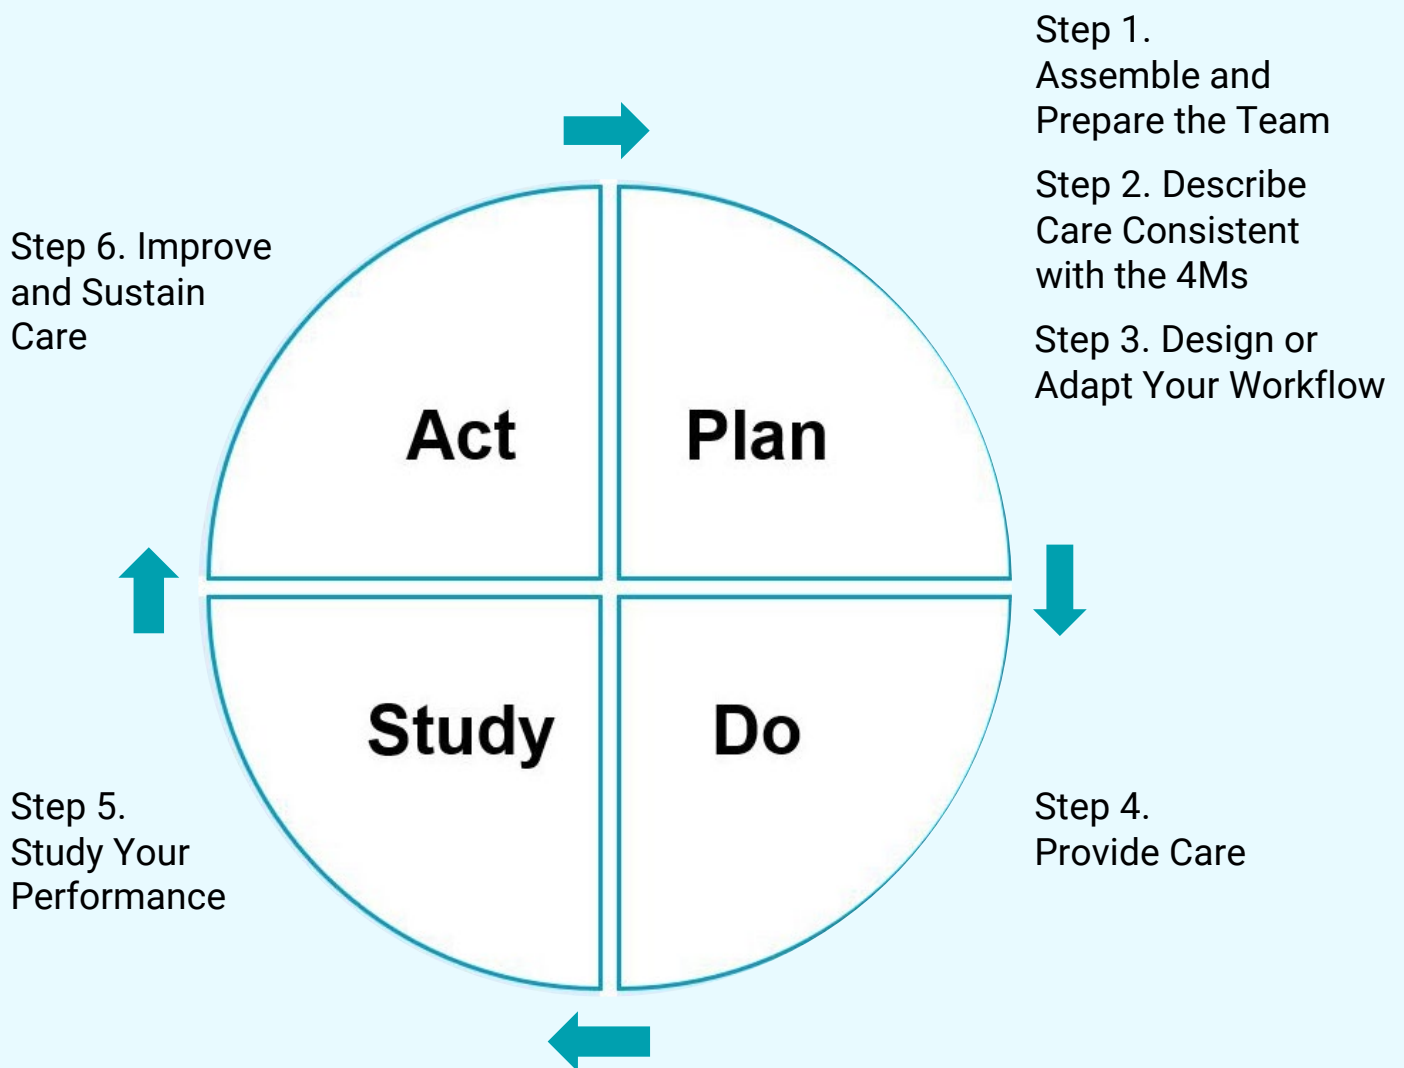 Step 1.
Assemble and
Prepare the Team
Step 2. Describe
Care Consistent
with the 4Ms
Step 3. Design or
Adapt Your Workflow
Step 6. Improve
and Sustain
Care
Act
Plan
Study
Do
Step 5.
Study Your
Performance
Step 4.
Provide Care